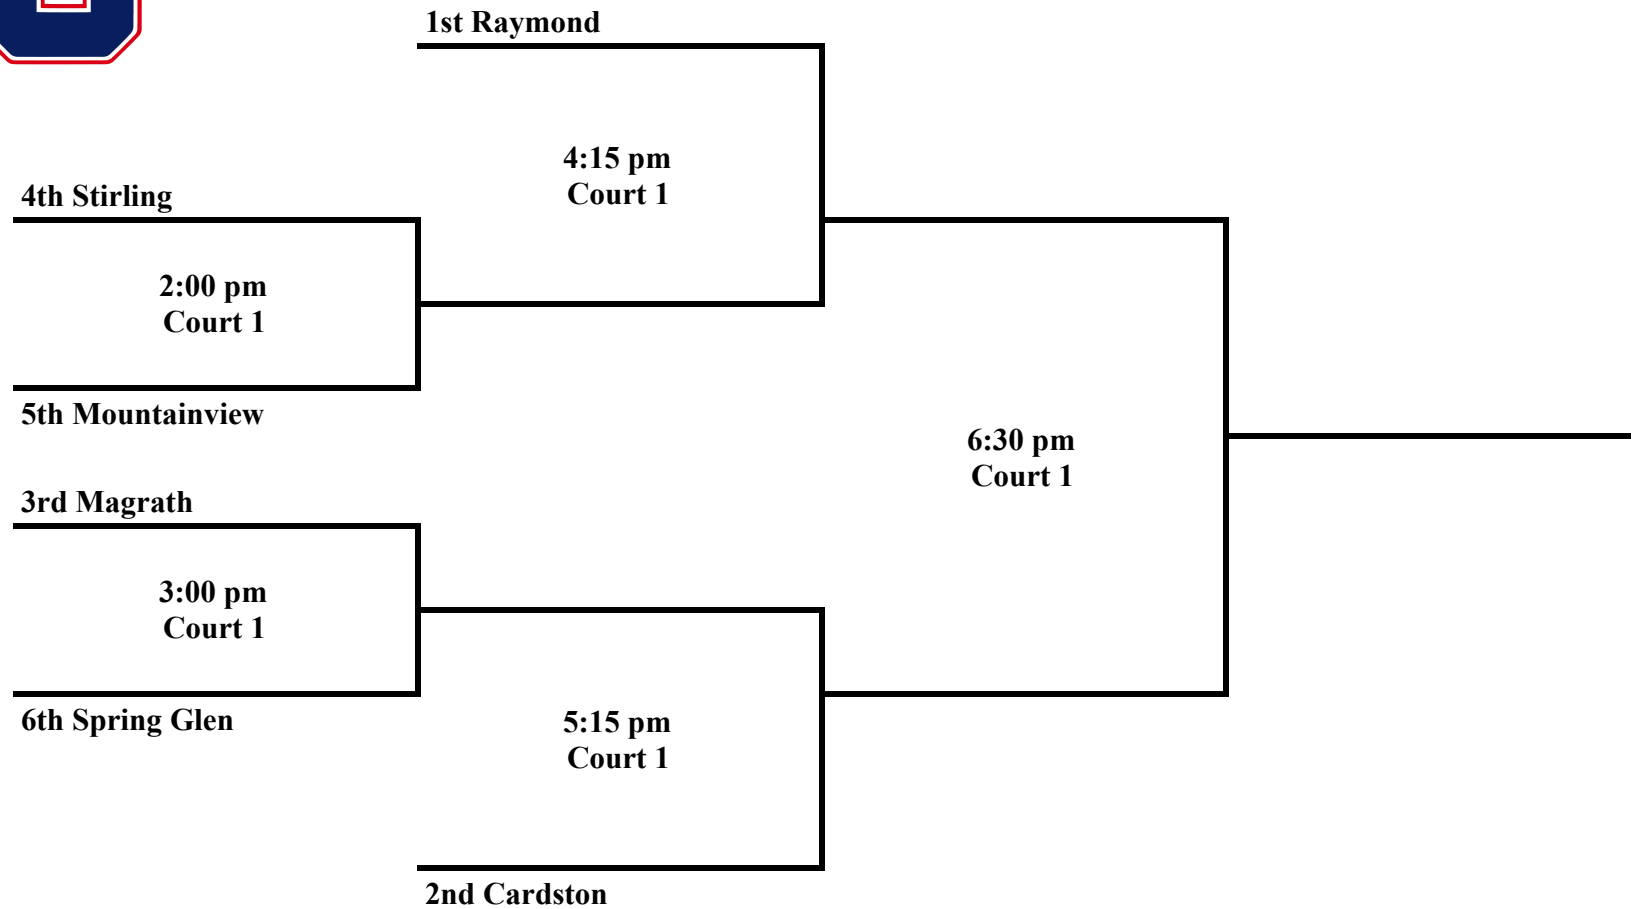 1st Raymond
4:15 pm
Court 1
4th Stirling
2:00 pm
Court 1
5th Mountainview
6:30 pm
Court 1
3rd Magrath
3:00 pm
Court 1
6th Spring Glen
5:15 pm
Court 1
2nd Cardston